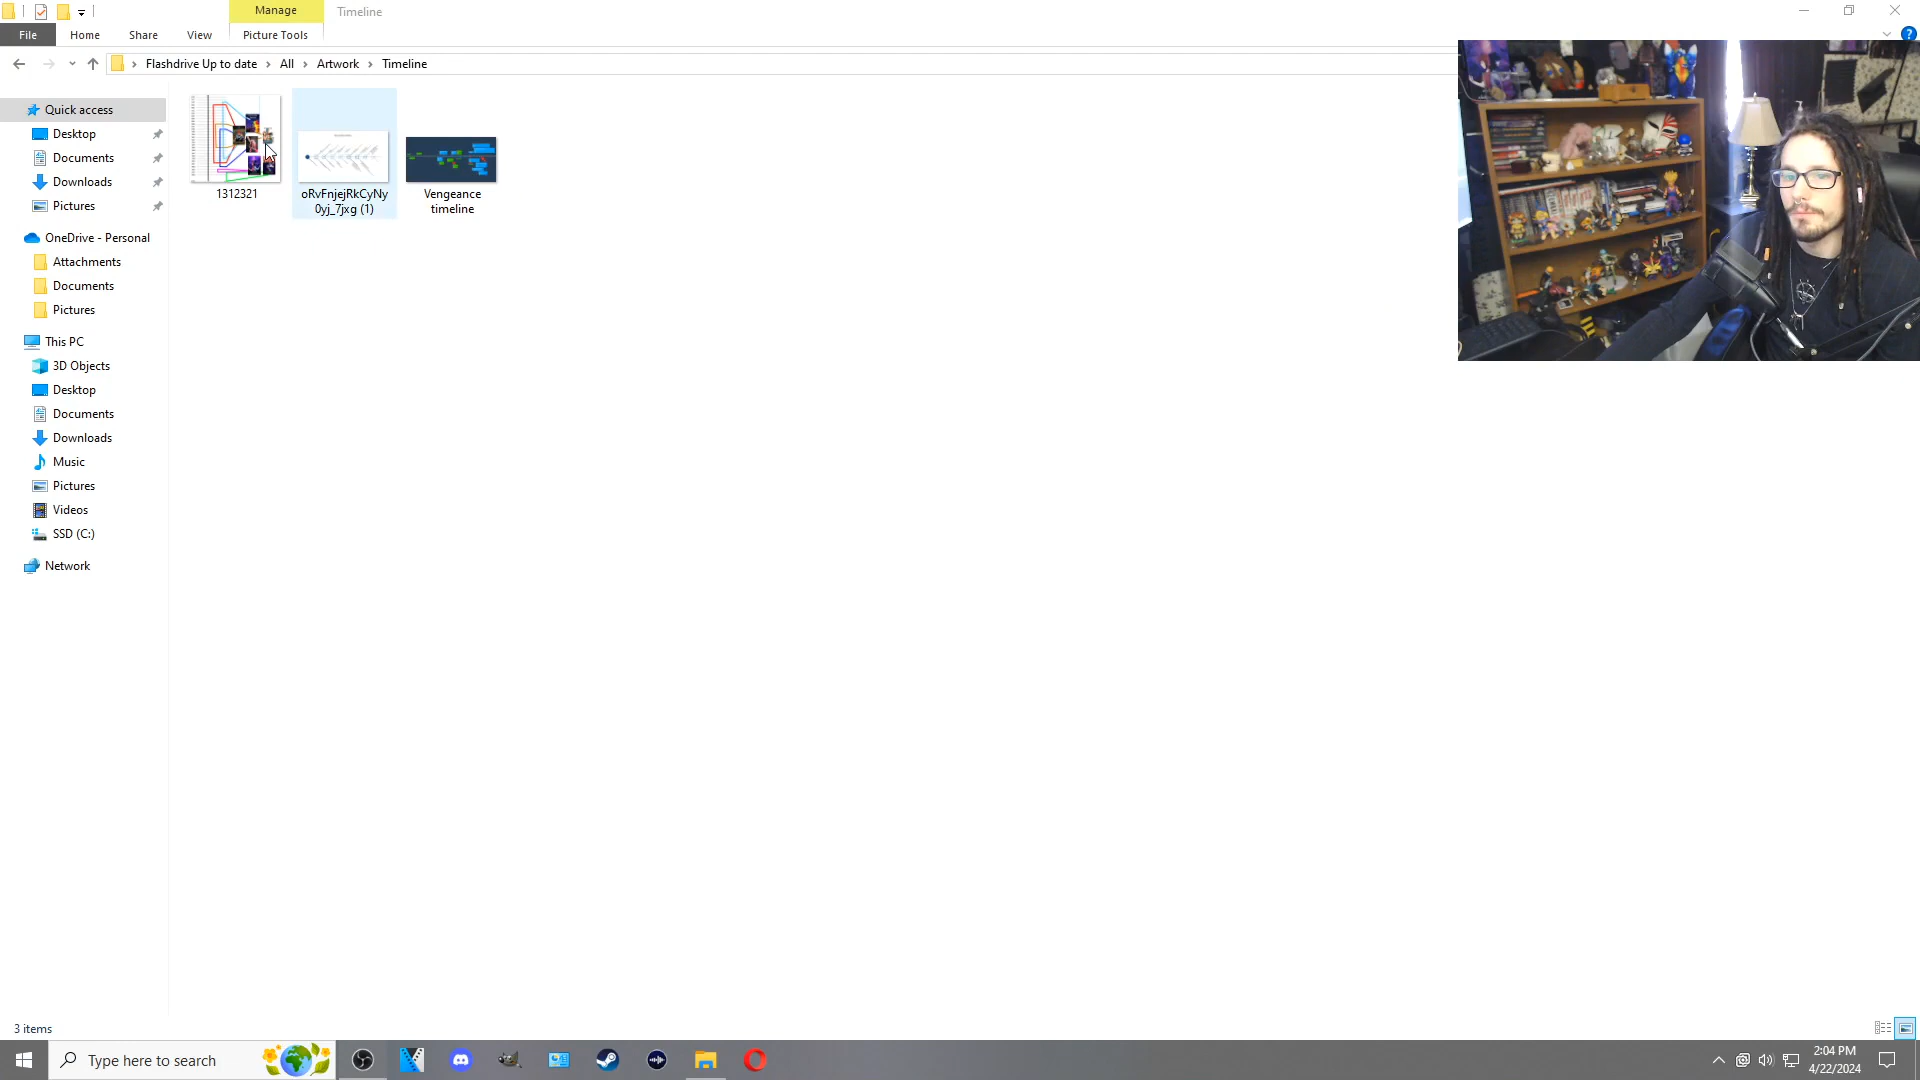 Manage
Timeline
File
Home
Share
View
Picture Tools
Flashdrive Up to date
All
Artwork
Timeline
Quick access
Desktop
Documents
Downloads
Pictures
OneDrive - Personal
Attachments
Documents
Pictures
This PC
3D Objects
Desktop
Documents
Downloads
Music
Pictures
Videos
SSD (C:)
Network
1312321
oRvFnjejRkCyNy
0yj_7jxg (1)
Vengeance
timeline
3 items
Type here to search
2:04 PM
4/22/2024